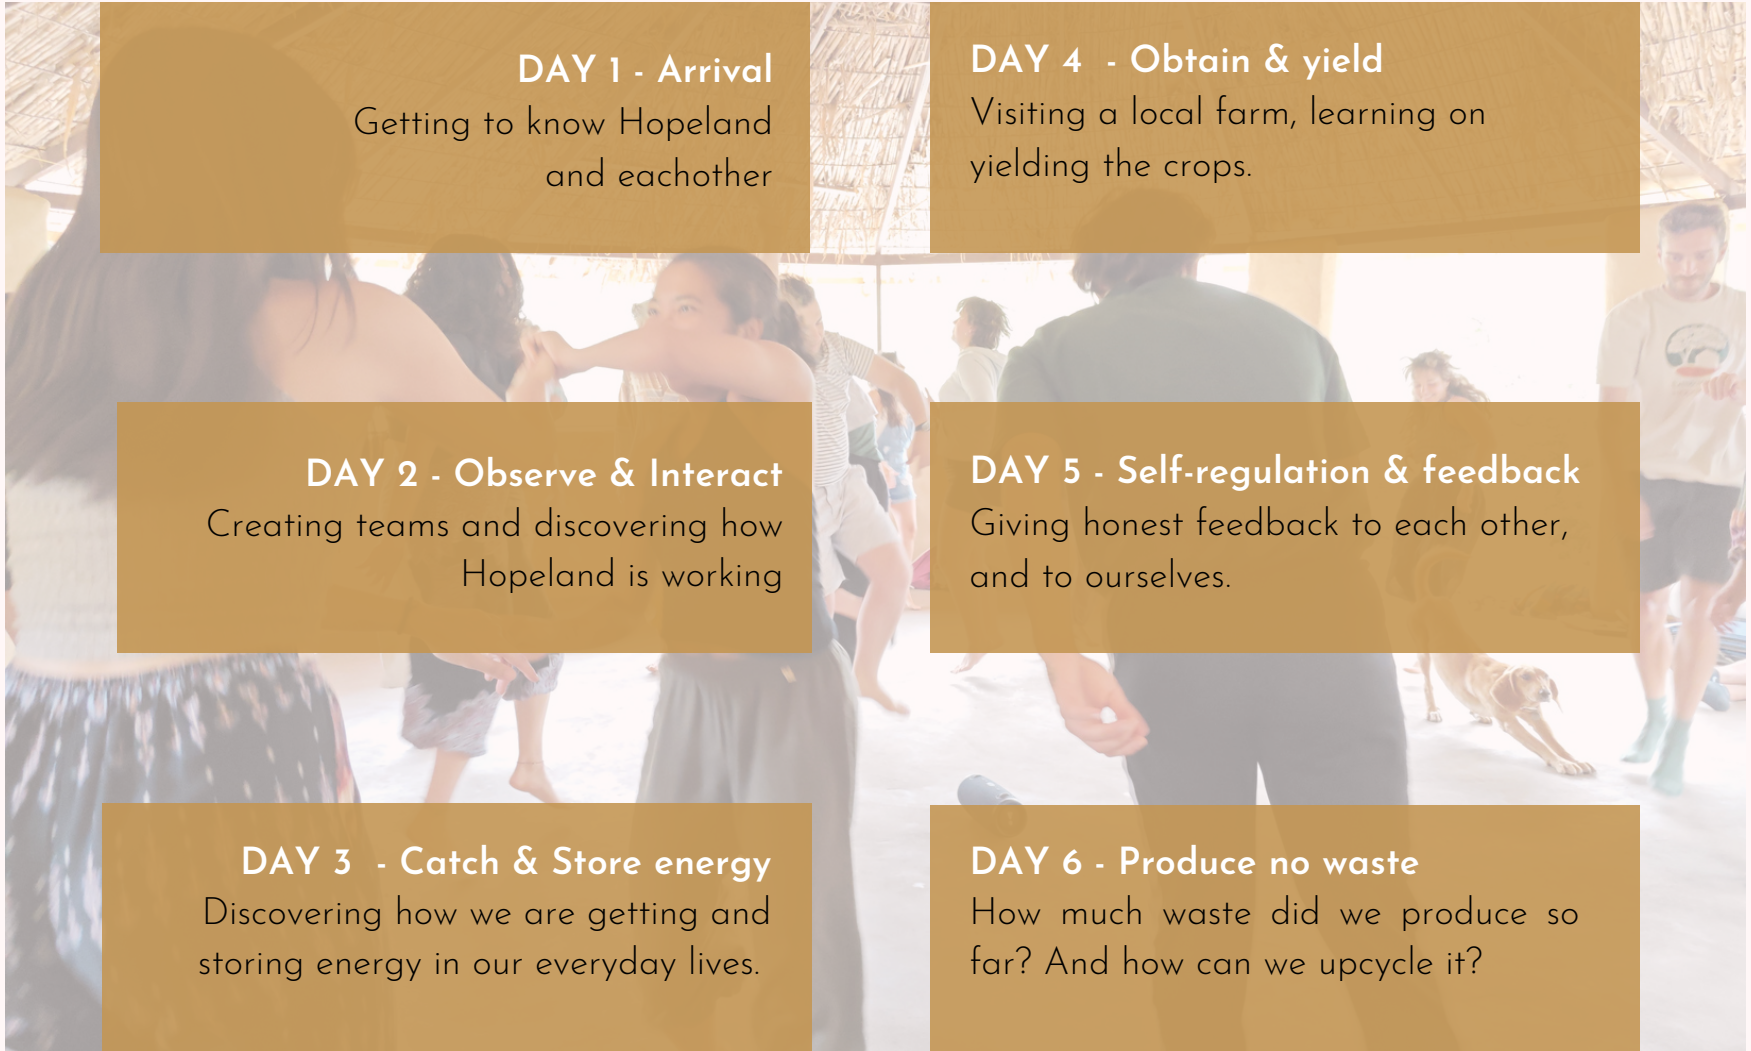 DAY 1 - Arrival
Getting to know Hopeland
and eachother
DAY 2 - Observe & Interact
Creating teams and discovering how
Hopeland is working
DAY 3 - Catch & Store energy
Discovering how we are getting and
storing energy in our everyday lives.
DAY 4 - Obtain & yield
Visiting a local farm, learning on
yielding the crops.
DAY 5 - Self-regulation & feedback
Giving honest feedback to each other,
and to ourselves.
DAY 6 - Produce no waste
How much waste did we produce so
far? And how can we upcycle it?